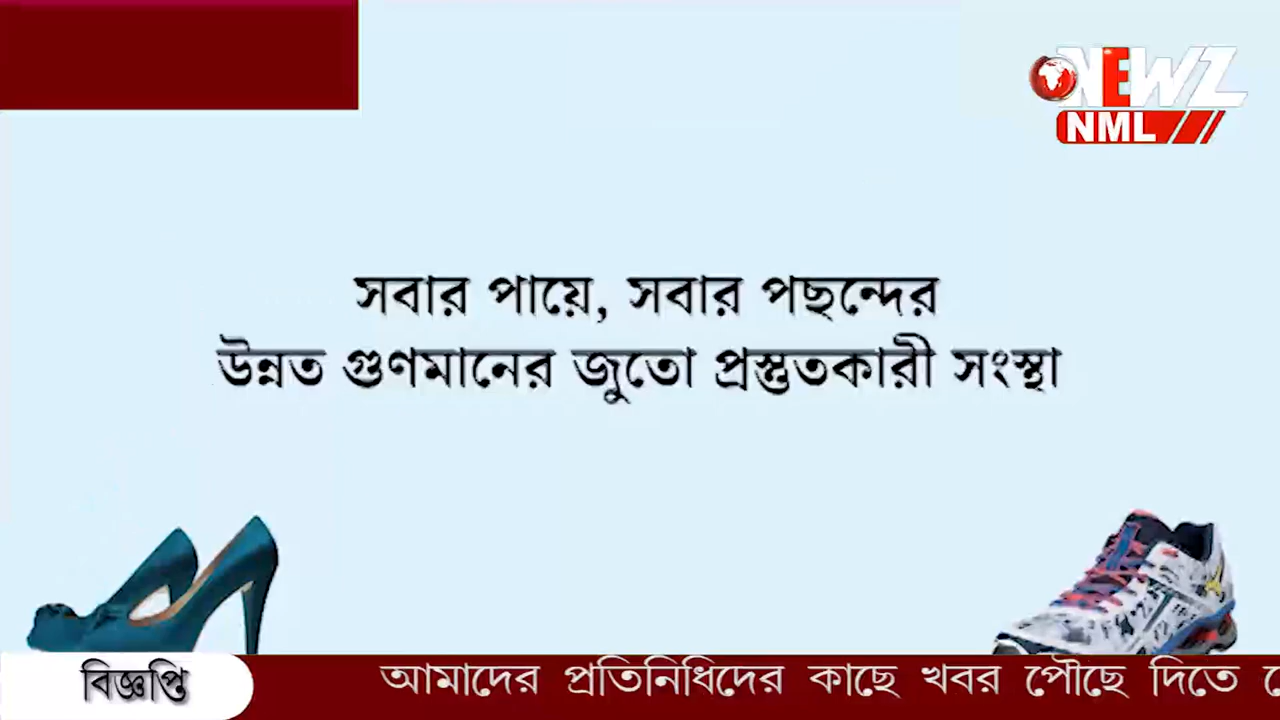 NEWZ
NML
সবার পায়ে, সবার পছন্দের
উন্নত গুণমানের জুতো প্রস্তুতকারী সংস্থা
বিজ্ঞপ্তি
আমাদের প্রতিনিধিদের কাছে খবর পৌছে দিতে